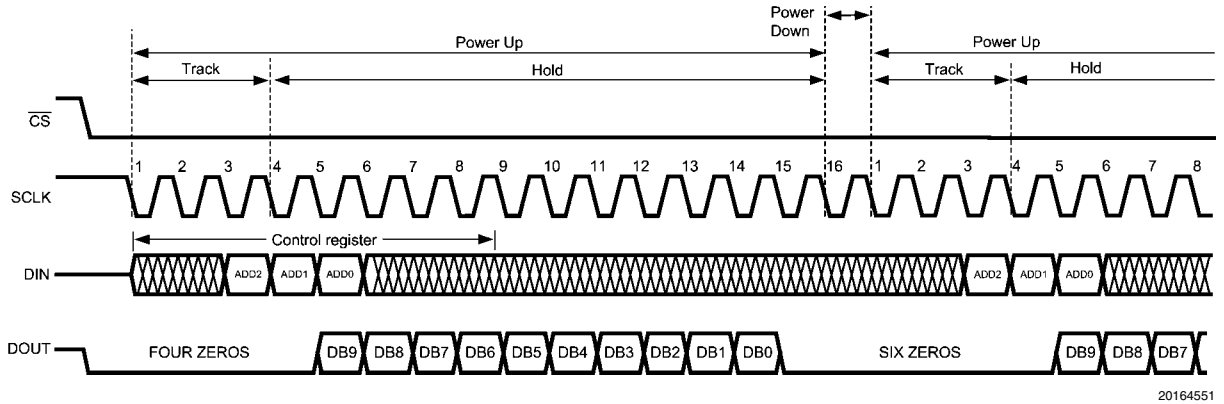 Power Down
Power Up
Power Up
Track
Hold
Track
Hold
CS
1 2 3 4 5 6 7 8 9 10 11 12 13 14 15 16 1 2 3 4 5 6 7 8
SCLK
Control register
DIN
ADD2 ADD1 ADD0 ADD2 ADD1 ADD0
DOUT
FOUR ZEROS DB9 DB8 DB7 DB6 DB5 DB4 DB3 DB2 DB1 DB0 SIX ZEROS DB9 DB8 DB7
20164551